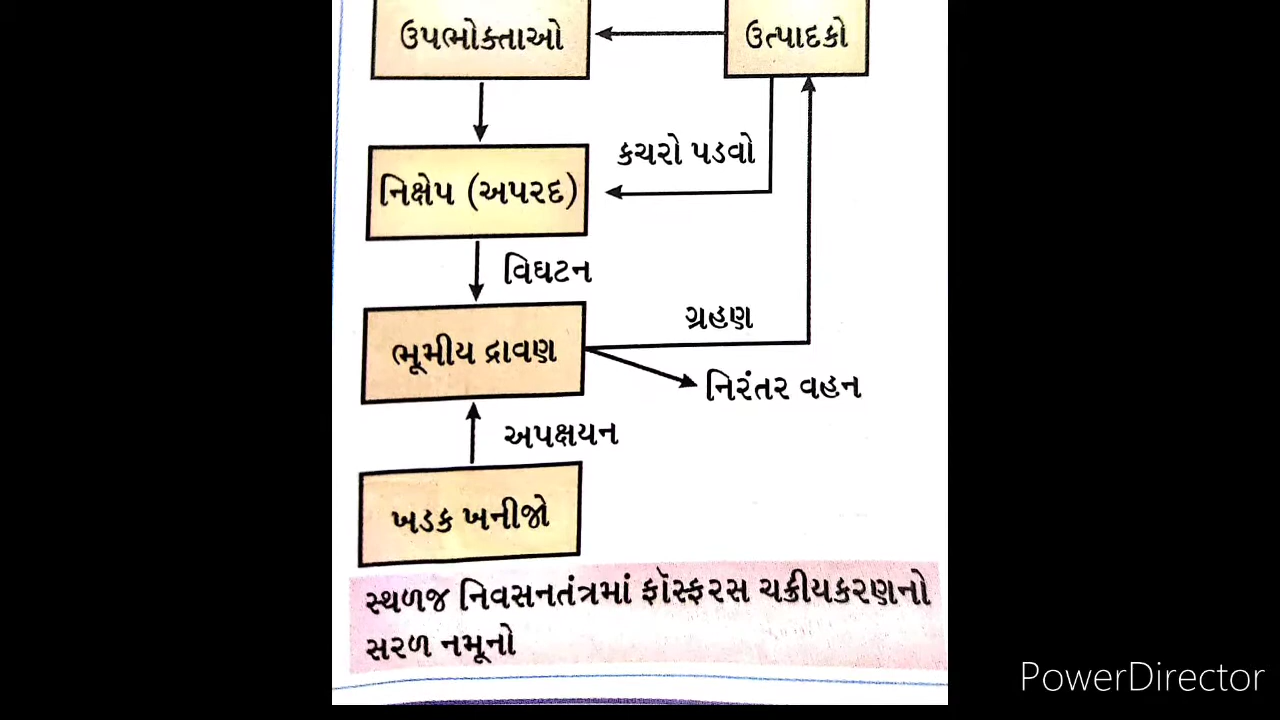 ઉપભોક્તાઓ
ઉત્પાદકો
કચરો પડવો
નિક્ષેપ (અપરદ)
વિઘટન
ગ્રહણ
ભૂમીય દ્રાવણ
નિરંતર વહન
અપક્ષયન
ખડક ખનીજો
સ્થળજ નિવસનતંત્રમાં ફૉસ્ફરસ ચક્રીયકરણનો
સરળ નમૂનો
PowerDirector